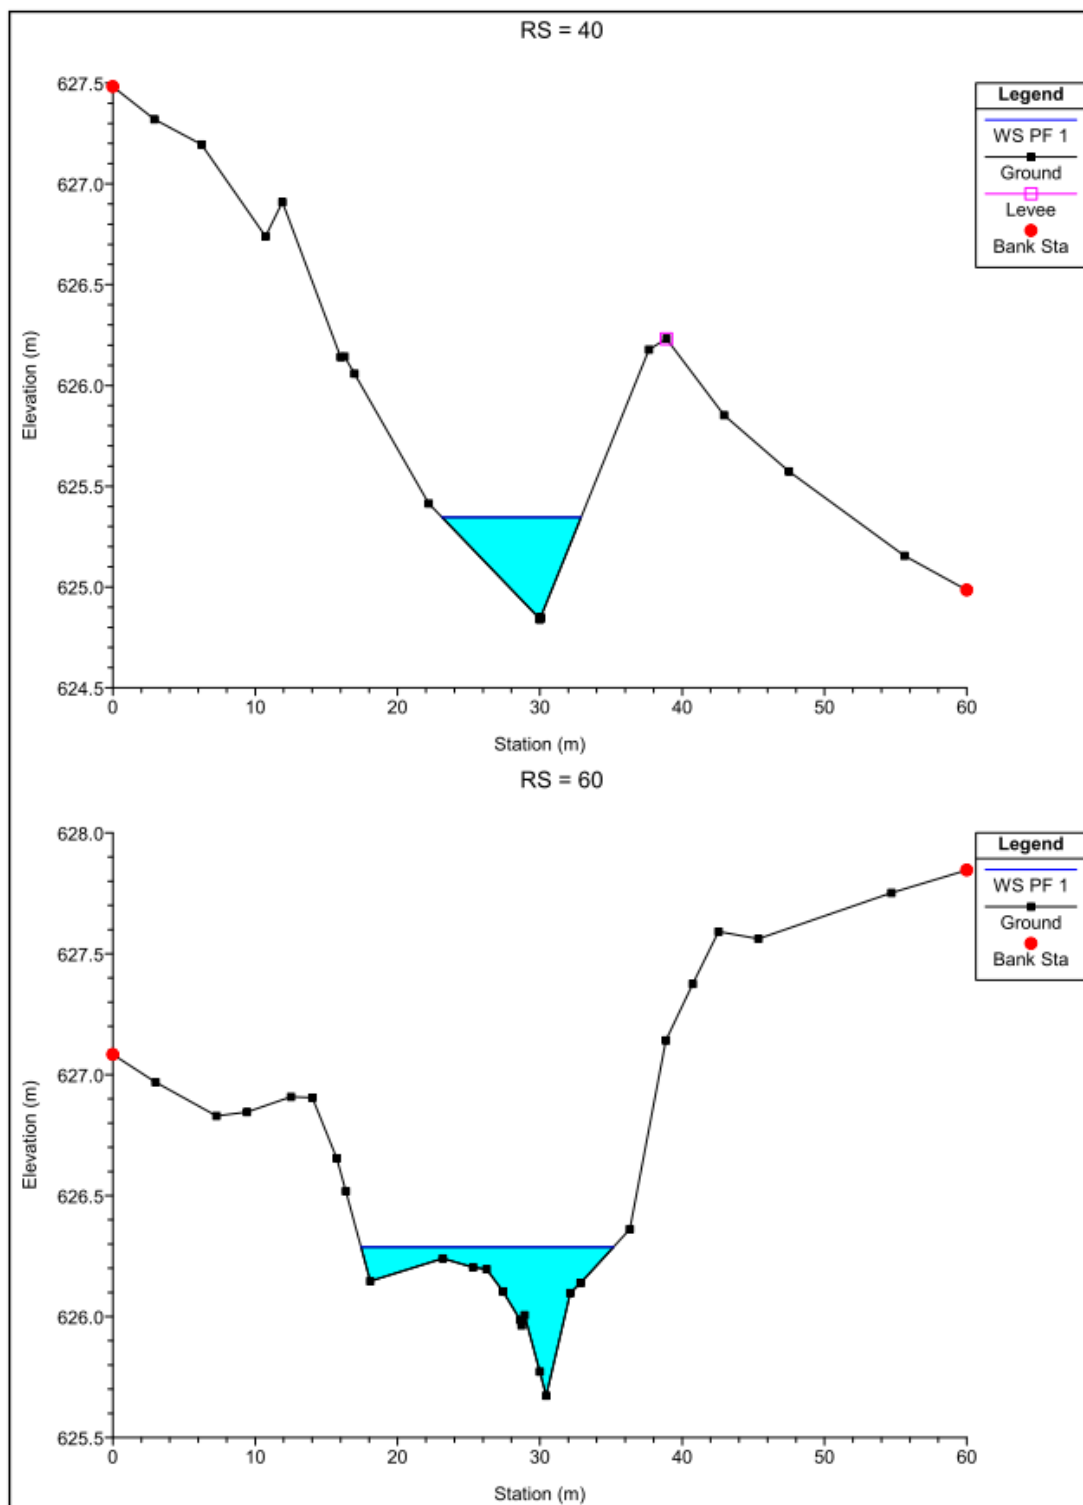 RS = 40
627.5
627.0
626.5
626.0
625.5
625.0
624.5
Elevation (m)
0 10 20 30 40 50 60
Station (m)
Legend
WS PF 1
Ground
Levee
Bank Sta
RS = 60
628.0
627.5
627.0
626.5
626.0
625.5
Elevation (m)
0 10 20 30 40 50 60
Station (m)
Legend
WS PF 1
Ground
Bank Sta